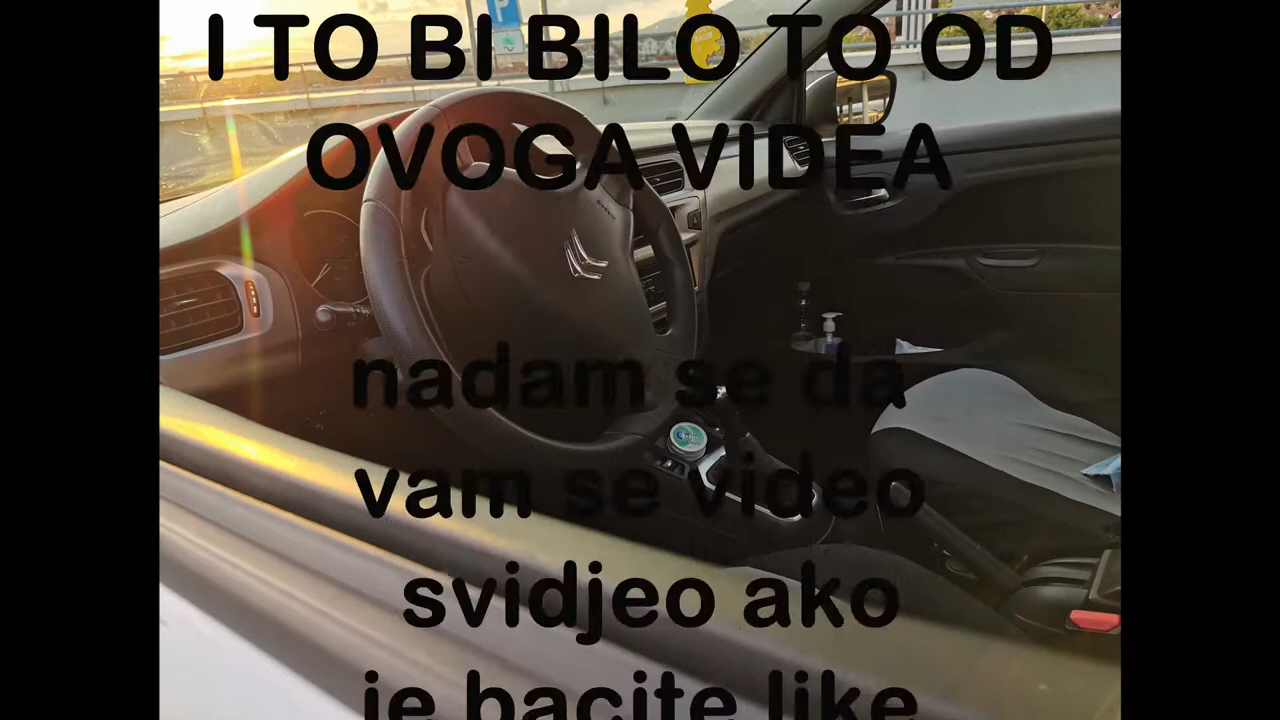 I TO BI BILO TO OD
OVOGA VIDEA
nadam se da
vam se video
svidjeo ako
je bacite like